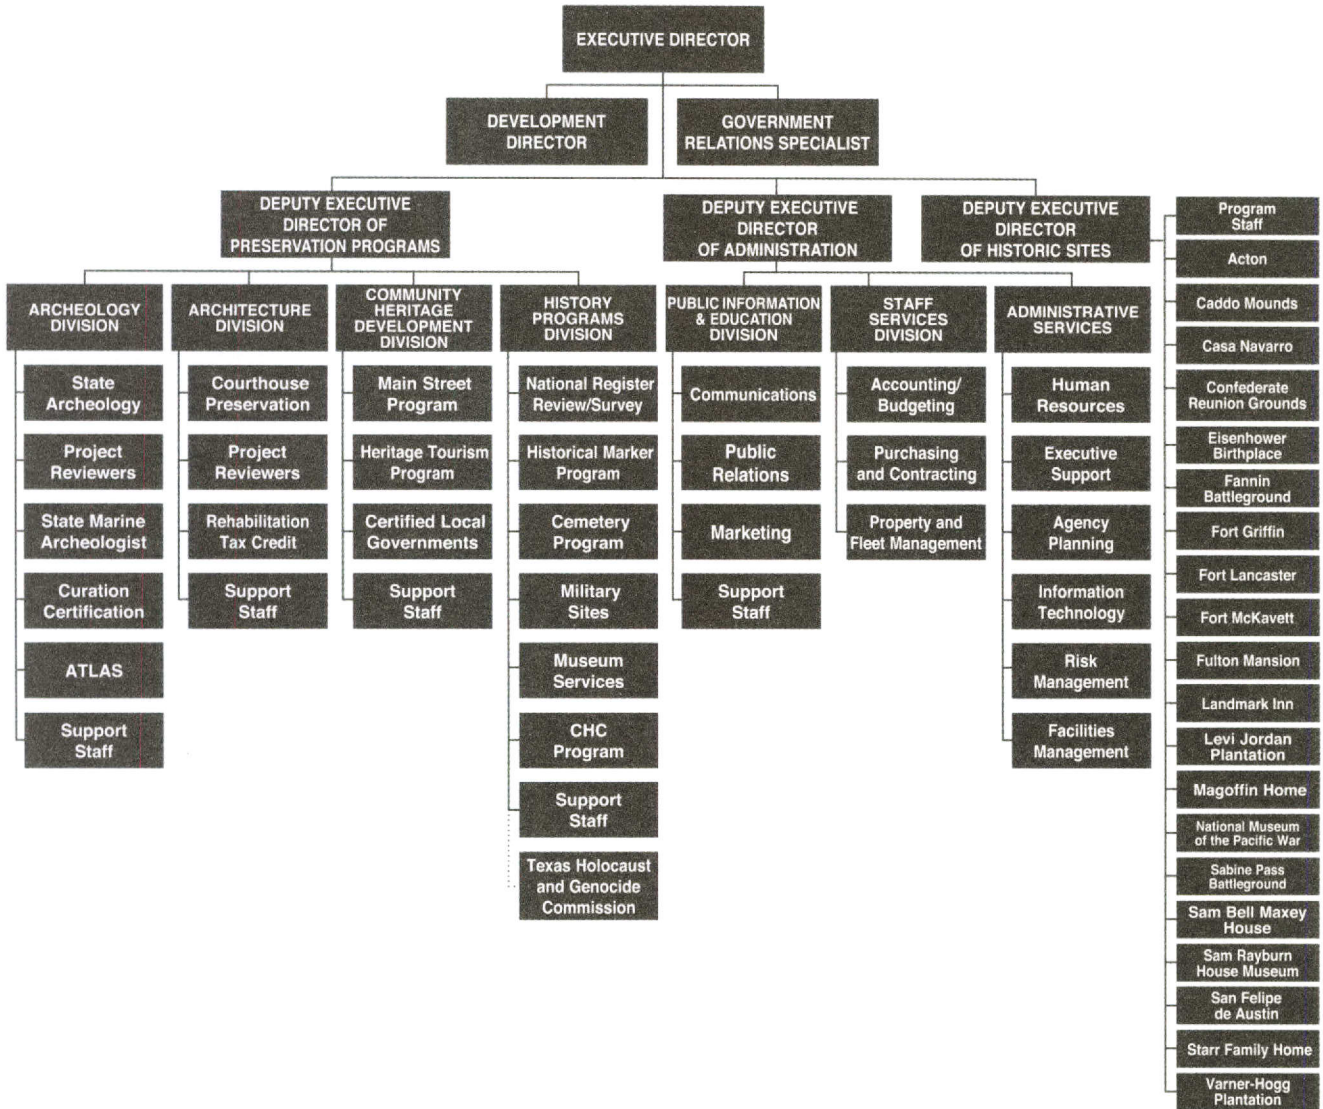 EXECUTIVE DIRECTOR
DEVELOPMENT
DIRECTOR
GOVERNMENT
RELATIONS SPECIALIST
DEPUTY EXECUTIVE
DIRECTOR OF
PRESERVATION PROGRAMS
DEPUTY EXECUTIVE
DIRECTOR
OF ADMINISTRATION
DEPUTY EXECUTIVE
DIRECTOR
OF HISTORIC SITES
ARCHEOLOGY
DIVISION
State
Archeology
Project
Reviewers
State Marine
Archeologist
Curation
Certification
ATLAS
Support
Staff
ARCHITECTURE
DIVISION
Courthouse
Preservation
Project
Reviewers
Rehabilitation
Tax Credit
Support
Staff
COMMUNITY
HERITAGE
DEVELOPMENT
DIVISION
Main Street
Program
Heritage Tourism
Program
Certified Local
Governments
Support
Staff
HISTORY
PROGRAMS
DIVISION
National Register
Review/Survey
Historical Marker
Program
Cemetery
Program
Military
Sites
Museum
Services
CHC
Program
Support
Staff
Texas Holocaust
and Genocide
Commission
PUBLIC INFORMATION
& EDUCATION
DIVISION
Communications
Public
Relations
Marketing
Support
Staff
STAFF
SERVICES
DIVISION
Accounting/
Budgeting
Purchasing
and Contracting
Property and
Fleet Management
ADMINISTRATIVE
SERVICES
Human
Resources
Executive
Support
Agency
Planning
Information
Technology
Risk
Management
Facilities
Management
Program
Staff
Acton
Caddo Mounds
Casa Navarro
Confederate
Reunion Grounds
Eisenhower
Birthplace
Fannin
Battleground
Fort Griffin
Fort Lancaster
Fort McKavett
Fulton Mansion
Landmark Inn
Levi Jordan
Plantation
Magoffin Home
National Museum
of the Pacific War
Sabine Pass
Battleground
Sam Bell Maxey
House
Sam Rayburn
House Museum
San Felipe
de Austin
Starr Family Home
Varner-Hogg
Plantation